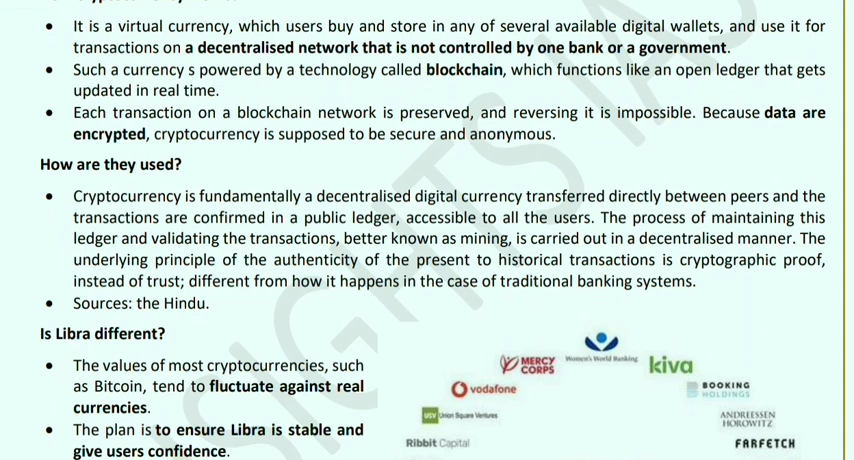 • It is a virtual currency, which users buy and store in any of several available digital wallets, and use it for
transactions on a decentralised network that is not controlled by one bank or a government.
• Such a currency s powered by a technology called blockchain, which functions like an open ledger that gets
updated in real time.
• Each transaction on a blockchain network is preserved, and reversing it is impossible. Because data are
encrypted, cryptocurrency is supposed to be secure and anonymous.
How are they used?
• Cryptocurrency is fundamentally a decentralised digital currency transferred directly between peers and the
transactions are confirmed in a public ledger, accessible to all the users. The process of maintaining this
ledger and validating the transactions, better known as mining, is carried out in a decentralised manner. The
underlying principle of the authenticity of the present to historical transactions is cryptographic proof,
instead of trust; different from how it happens in the case of traditional banking systems.
• Sources: the Hindu.
Is Libra different?
• The values of most cryptocurrencies, such
as Bitcoin, tend to fluctuate against real
currencies.
• The plan is to ensure Libra is stable and
give users confidence.
MERCY
CORPS
Women's World Banking
kiva
vodafone
BOOKING
HOLDINGS
USV Union Square Ventures
ANDREESSEN
HOROWITZ
Ribbit Capital
FARFETCH
SIGHTS IAS